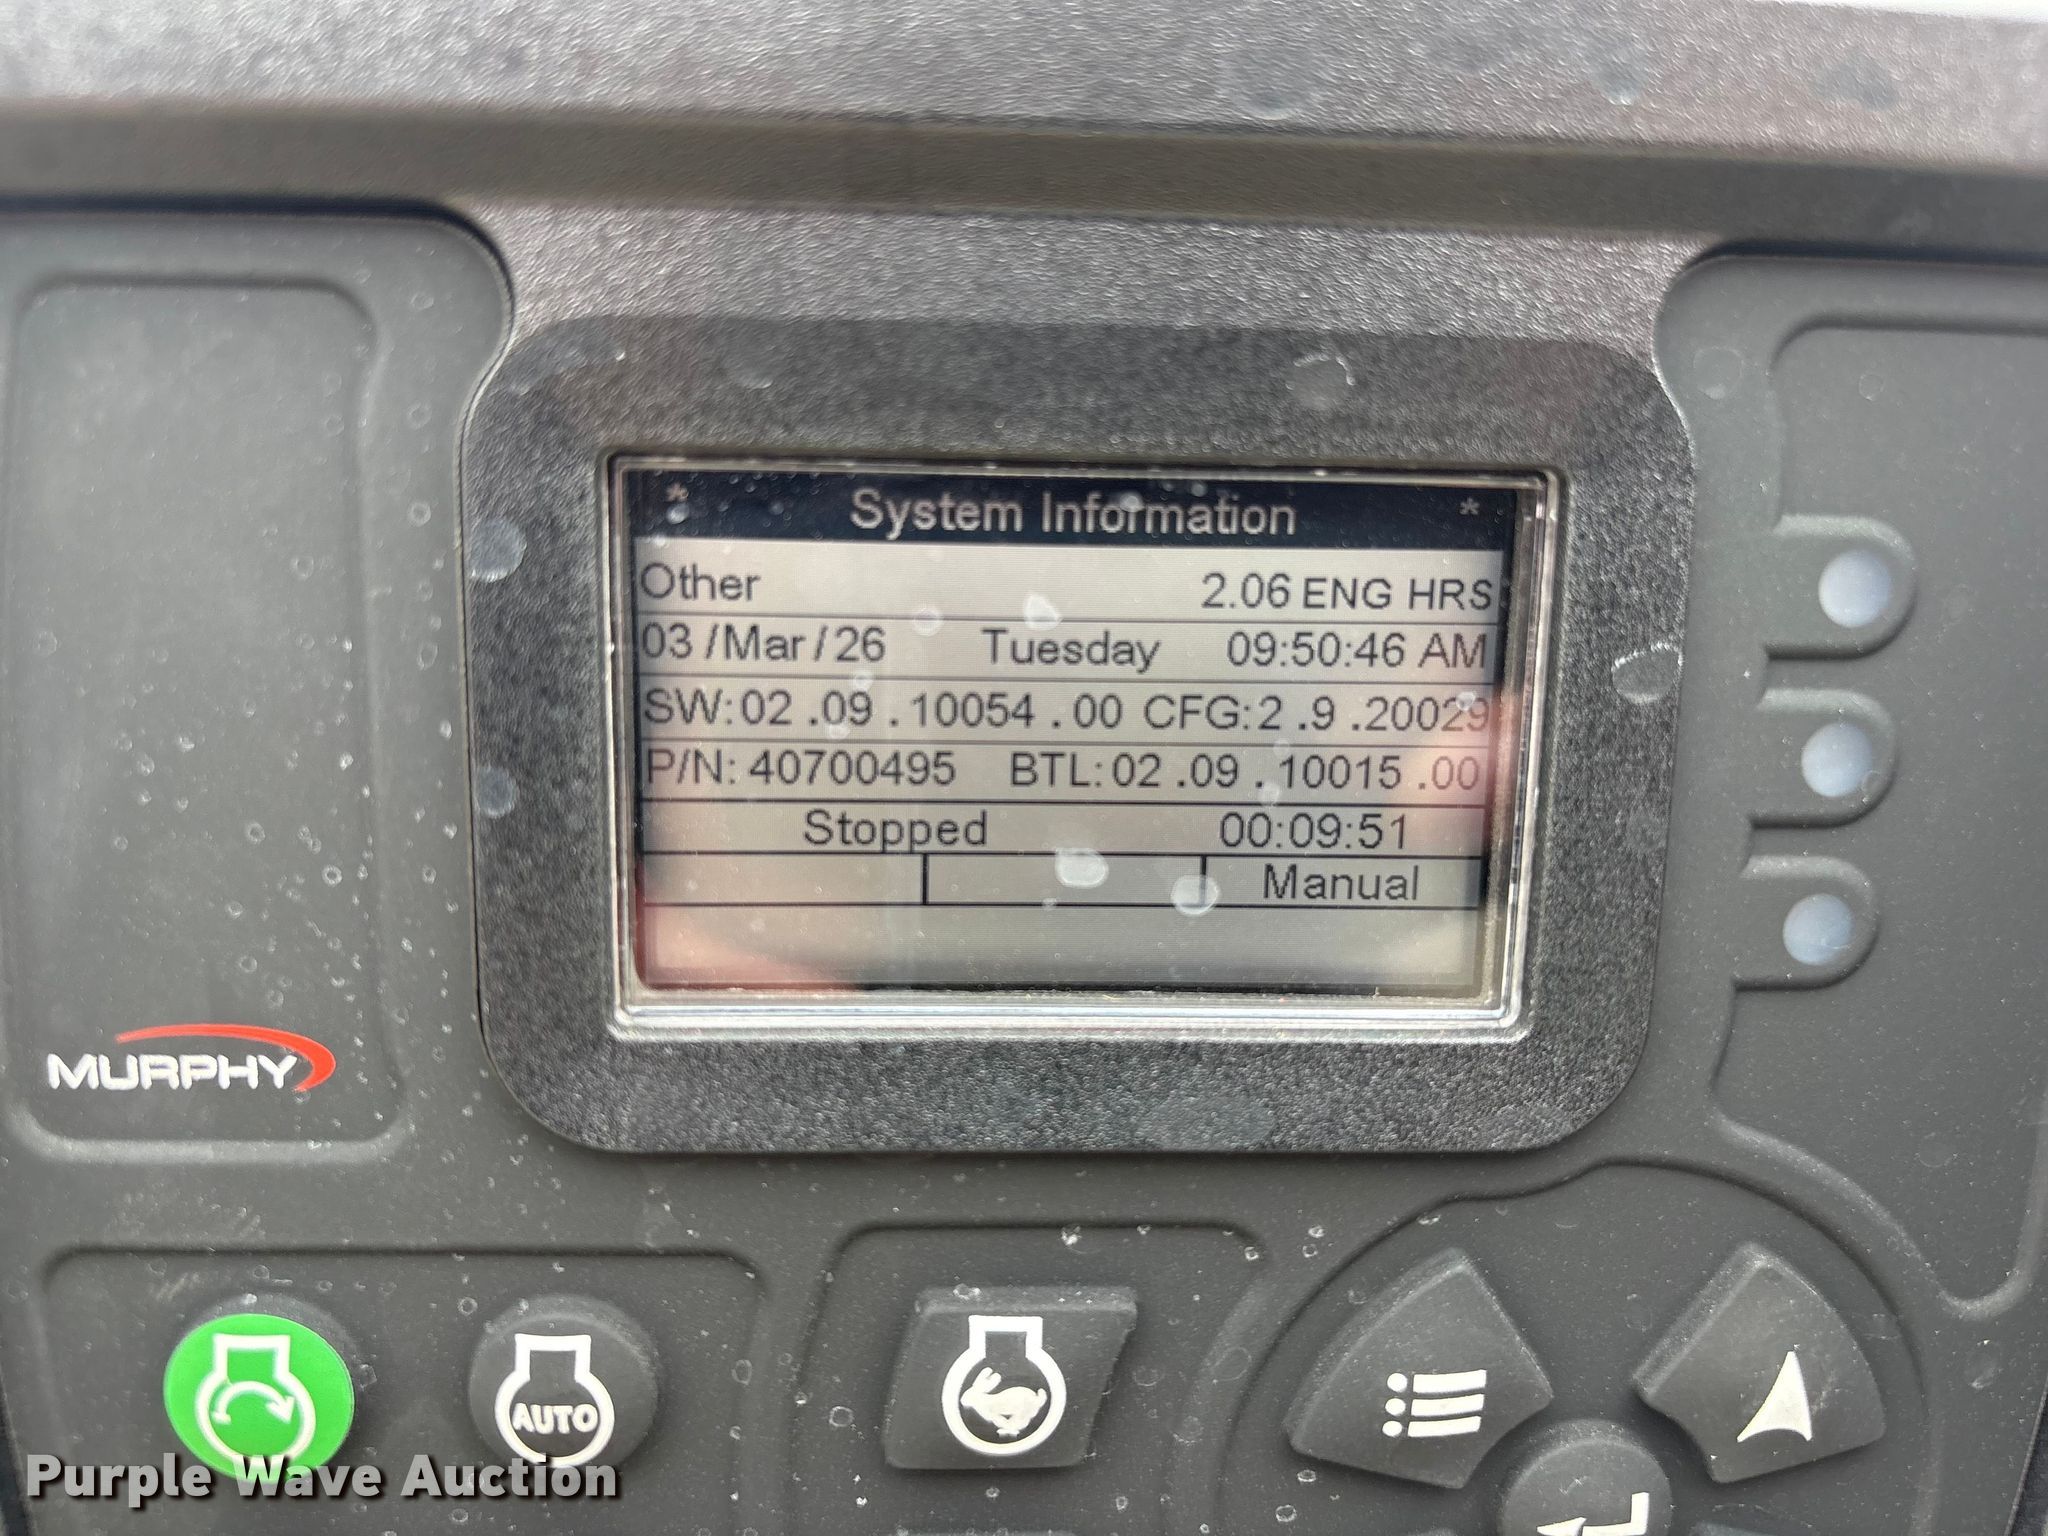 * System Information *
Other 2.06 ENG HRS
03 /Mar / 26 Tuesday 09:50:46 AM
SW:02 .09 .10054 .00 CFG:2 .9 .20029
P/N: 40700495 BTL:02 .09 .10015 .00
Stopped 00:09:51
Manual
MURPHY
AUTO
Purple Wave Auction